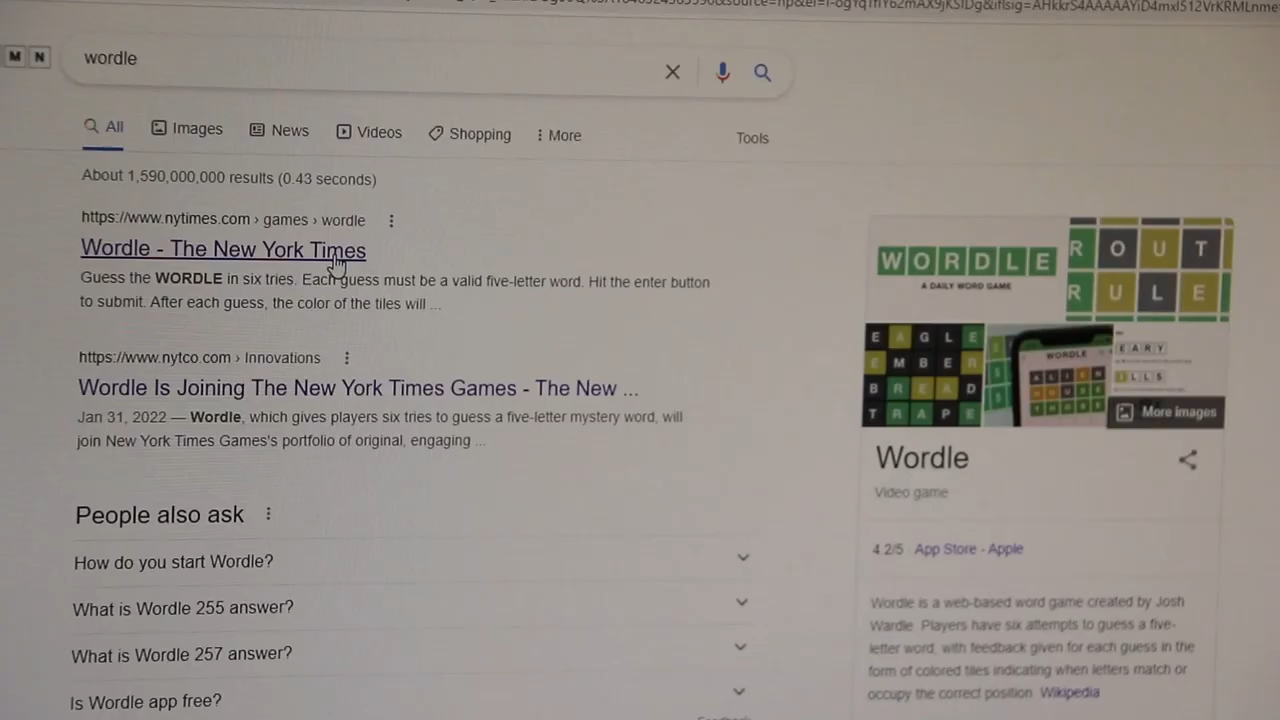 M N
wordle
All Images News Videos Shopping More Tools
About 1,590,000,000 results (0.43 seconds)
https://www.nytimes.com › games › wordle
Wordle - The New York Times
Guess the WORDLE in six tries. Each guess must be a valid five-letter word. Hit the enter button
to submit. After each guess, the color of the tiles will ...
https://www.nytco.com › Innovations
Wordle Is Joining The New York Times Games - The New ...
Jan 31, 2022 — Wordle, which gives players six tries to guess a five-letter mystery word, will
join New York Times Games's portfolio of original, engaging ...
People also ask
How do you start Wordle?
What is Wordle 255 answer?
What is Wordle 257 answer?
Is Wordle app free?
WORDLE
A DAILY WORD GAME
ROUT
RULE
EAGLE
EMBER
BREAD
TRAPE
WORDLE
EARY
ILLS
More images
Wordle
Video game
4.2/5 App Store - Apple
Wordle is a web-based word game created by Josh
Wardle. Players have six attempts to guess a five-
letter word, with feedback given for each guess in the
form of colored tiles indicating when letters match or
occupy the correct position. Wikipedia